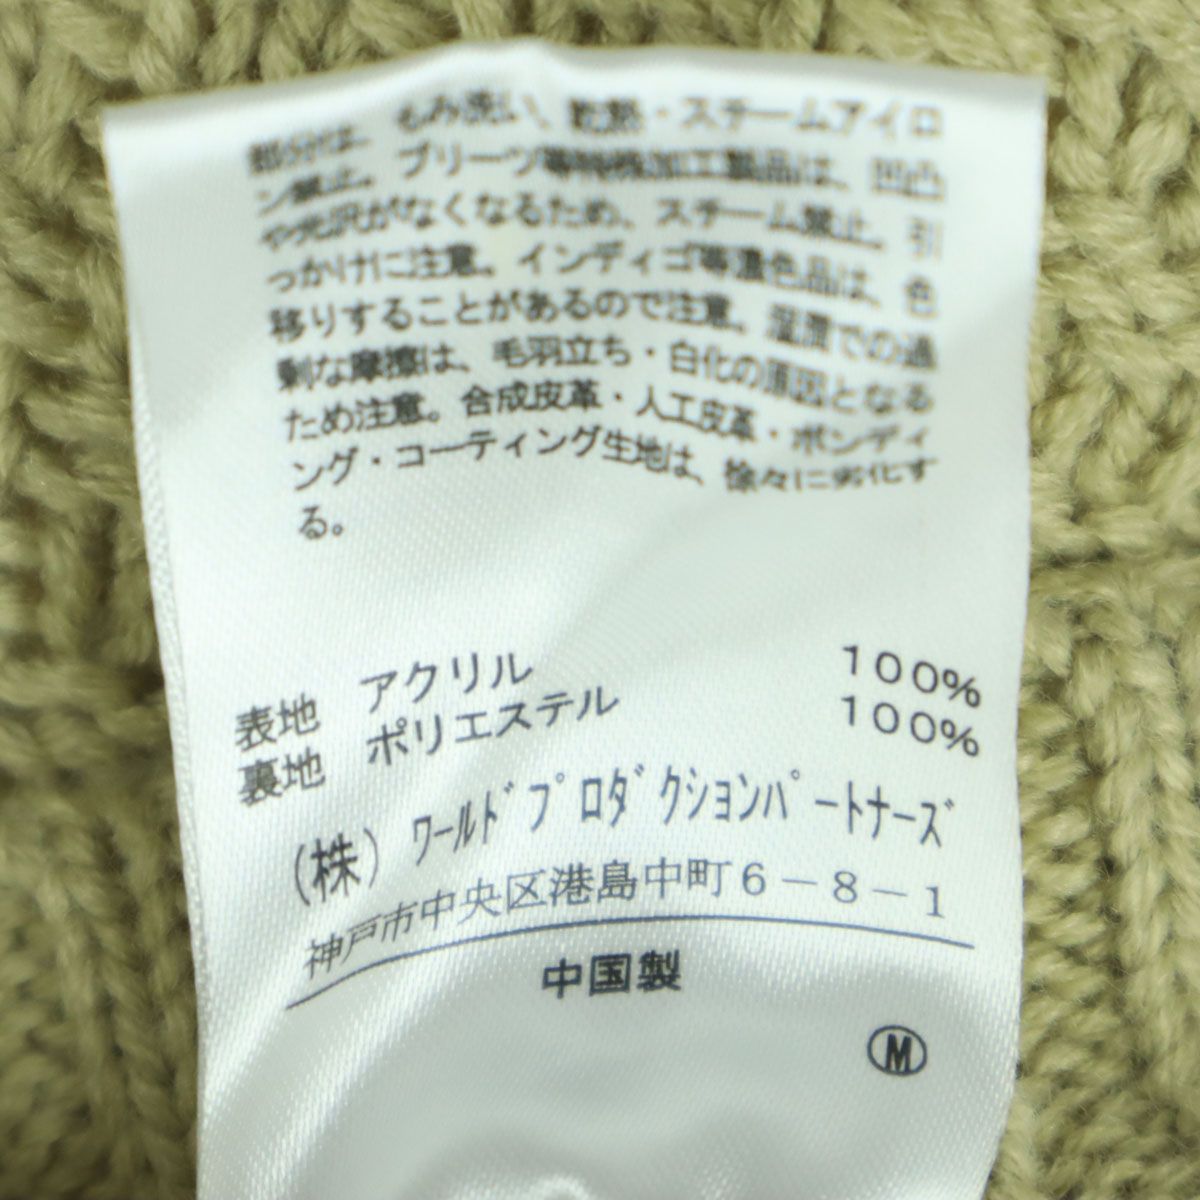 部分は、もみ洗い、乾熱・スチームアイロ
ン禁止。プリーツ等特殊加工製品は、凹凸
や光沢がなくなるため、スチーム禁止。引
っかけに注意。インディゴ等濃色品は、色
移りすることがあるので注意。湿潤での過
剰な摩擦は、毛羽立ち・白化の原因となる
ため注意。合成皮革・人工皮革・ボンディ
ング・コーティング生地は、徐々に劣化す
る。
表地 アクリル 100%
裏地 ポリエステル 100%
(株) ワールドプロダクションパートナーズ
神戸市中央区港島中町6-8-1
中国製
Ⓜ